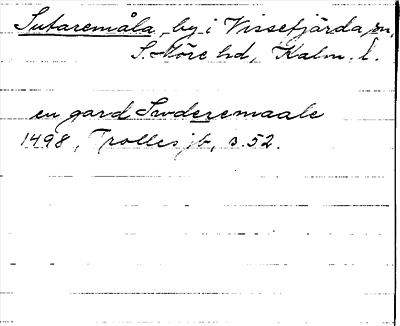 Sutaremåla, by i Vissefjärda sn,
S. Möre hd, Kalm. l.
en gard Swderemaale
1498, Trolles jb, s. 52.